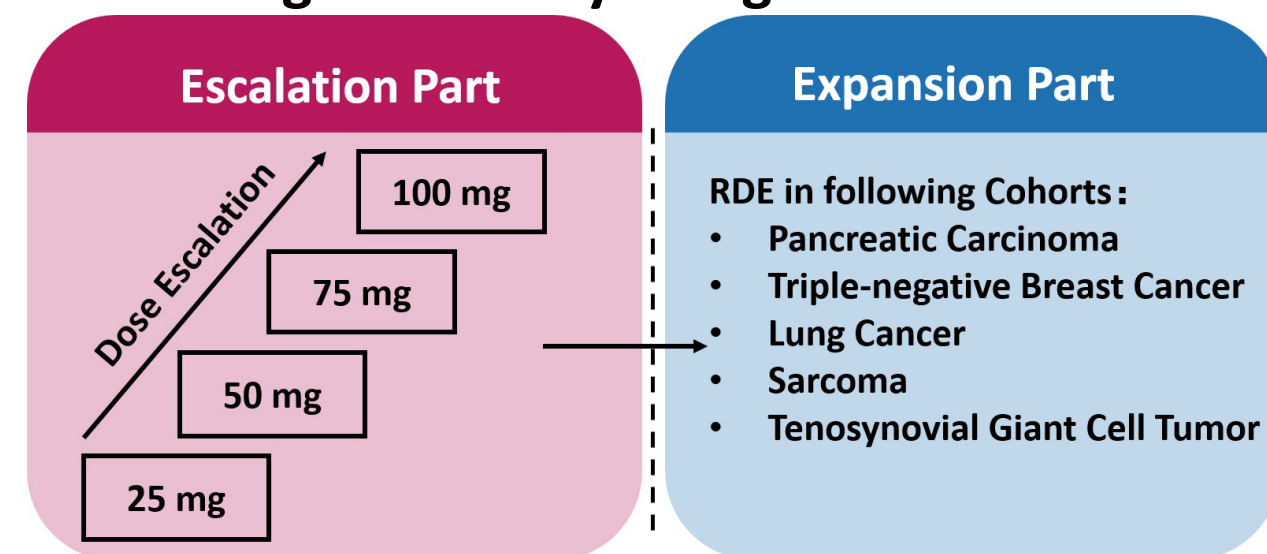 Escalation Part
Dose Escalation
100 mg
75 mg
50 mg
25 mg
Expansion Part
RDE in following Cohorts：
• Pancreatic Carcinoma
• Triple-negative Breast Cancer
• Lung Cancer
• Sarcoma
• Tenosynovial Giant Cell Tumor